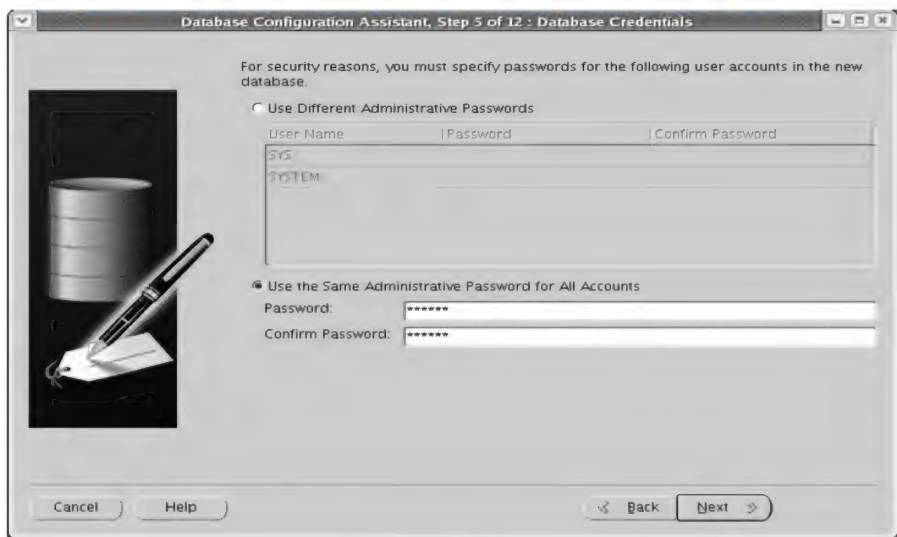 Database Configuration Assistant, Step 5 of 12 : Database Credentials
For security reasons, you must specify passwords for the following user accounts in the new
database.
Use Different Administrative Passwords
User Name Password Confirm Password
SYS
SYSTEM
Use the Same Administrative Password for All Accounts
Password: ******
Confirm Password: ******
Cancel Help Back Next